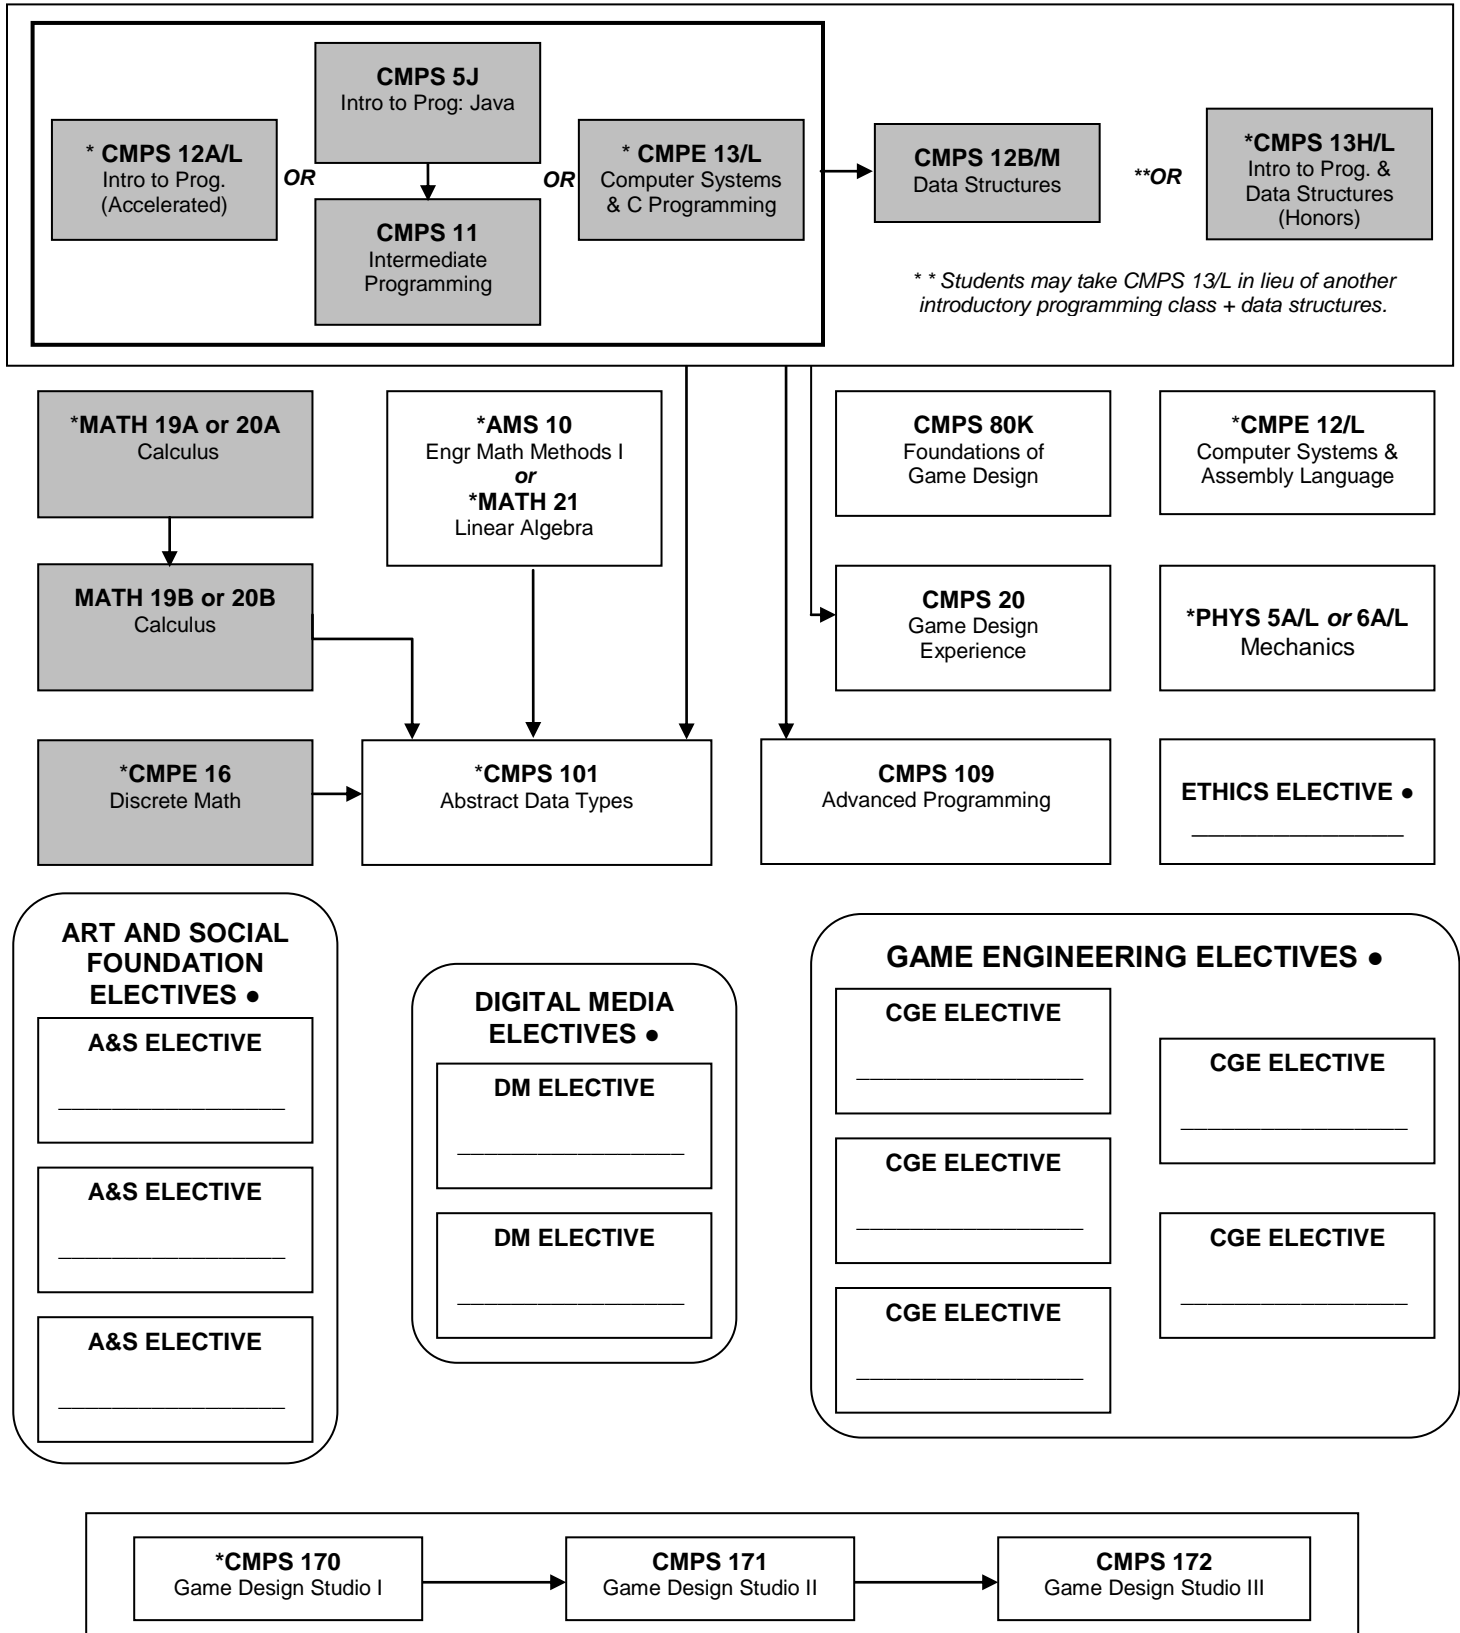 CMPS 5J
Intro to Prog: Java
* CMPS 12A/L
Intro to Prog.
(Accelerated)
OR
CMPS 11
Intermediate
Programming
OR
* CMPE 13/L
Computer Systems
& C Programming
CMPS 12B/M
Data Structures
**OR
*CMPS 13H/L
Intro to Prog. &
Data Structures
(Honors)
* * Students may take CMPS 13/L in lieu of another
introductory programming class + data structures.
*MATH 19A or 20A
Calculus
*AMS 10
Engr Math Methods I
or
*MATH 21
Linear Algebra
CMPS 80K
Foundations of
Game Design
*CMPE 12/L
Computer Systems &
Assembly Language
MATH 19B or 20B
Calculus
CMPS 20
Game Design
Experience
*PHYS 5A/L or 6A/L
Mechanics
*CMPE 16
Discrete Math
*CMPS 101
Abstract Data Types
CMPS 109
Advanced Programming
ETHICS ELECTIVE ●
ART AND SOCIAL
FOUNDATION
ELECTIVES ●
A&S ELECTIVE
A&S ELECTIVE
A&S ELECTIVE
DIGITAL MEDIA
ELECTIVES ●
DM ELECTIVE
DM ELECTIVE
GAME ENGINEERING ELECTIVES ●
CGE ELECTIVE
CGE ELECTIVE
CGE ELECTIVE
CGE ELECTIVE
CGE ELECTIVE
*CMPS 170
Game Design Studio I
CMPS 171
Game Design Studio II
CMPS 172
Game Design Studio III